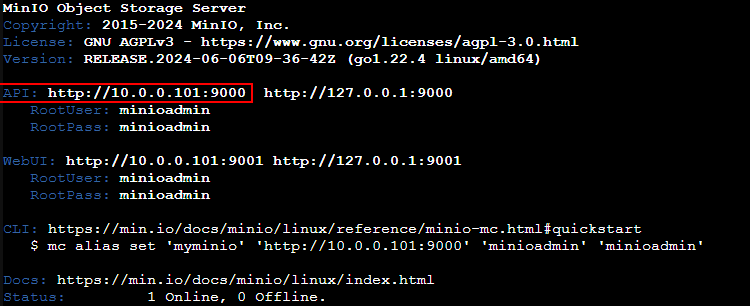 MinIO Object Storage Server
Copyright: 2015-2024 MinIO, Inc.
License: GNU AGPLv3 - https://www.gnu.org/licenses/agpl-3.0.html
Version: RELEASE.2024-06-06T09-36-42Z (go1.22.4 linux/amd64)
API: http://10.0.0.101:9000  http://127.0.0.1:9000
RootUser: minioadmin
RootPass: minioadmin
WebUI: http://10.0.0.101:9001 http://127.0.0.1:9001
RootUser: minioadmin
RootPass: minioadmin
CLI: https://min.io/docs/minio/linux/reference/minio-mc.html#quickstart
$ mc alias set 'myminio' 'http://10.0.0.101:9000' 'minioadmin' 'minioadmin'
Docs: https://min.io/docs/minio/linux/index.html
Status:         1 Online, 0 Offline.